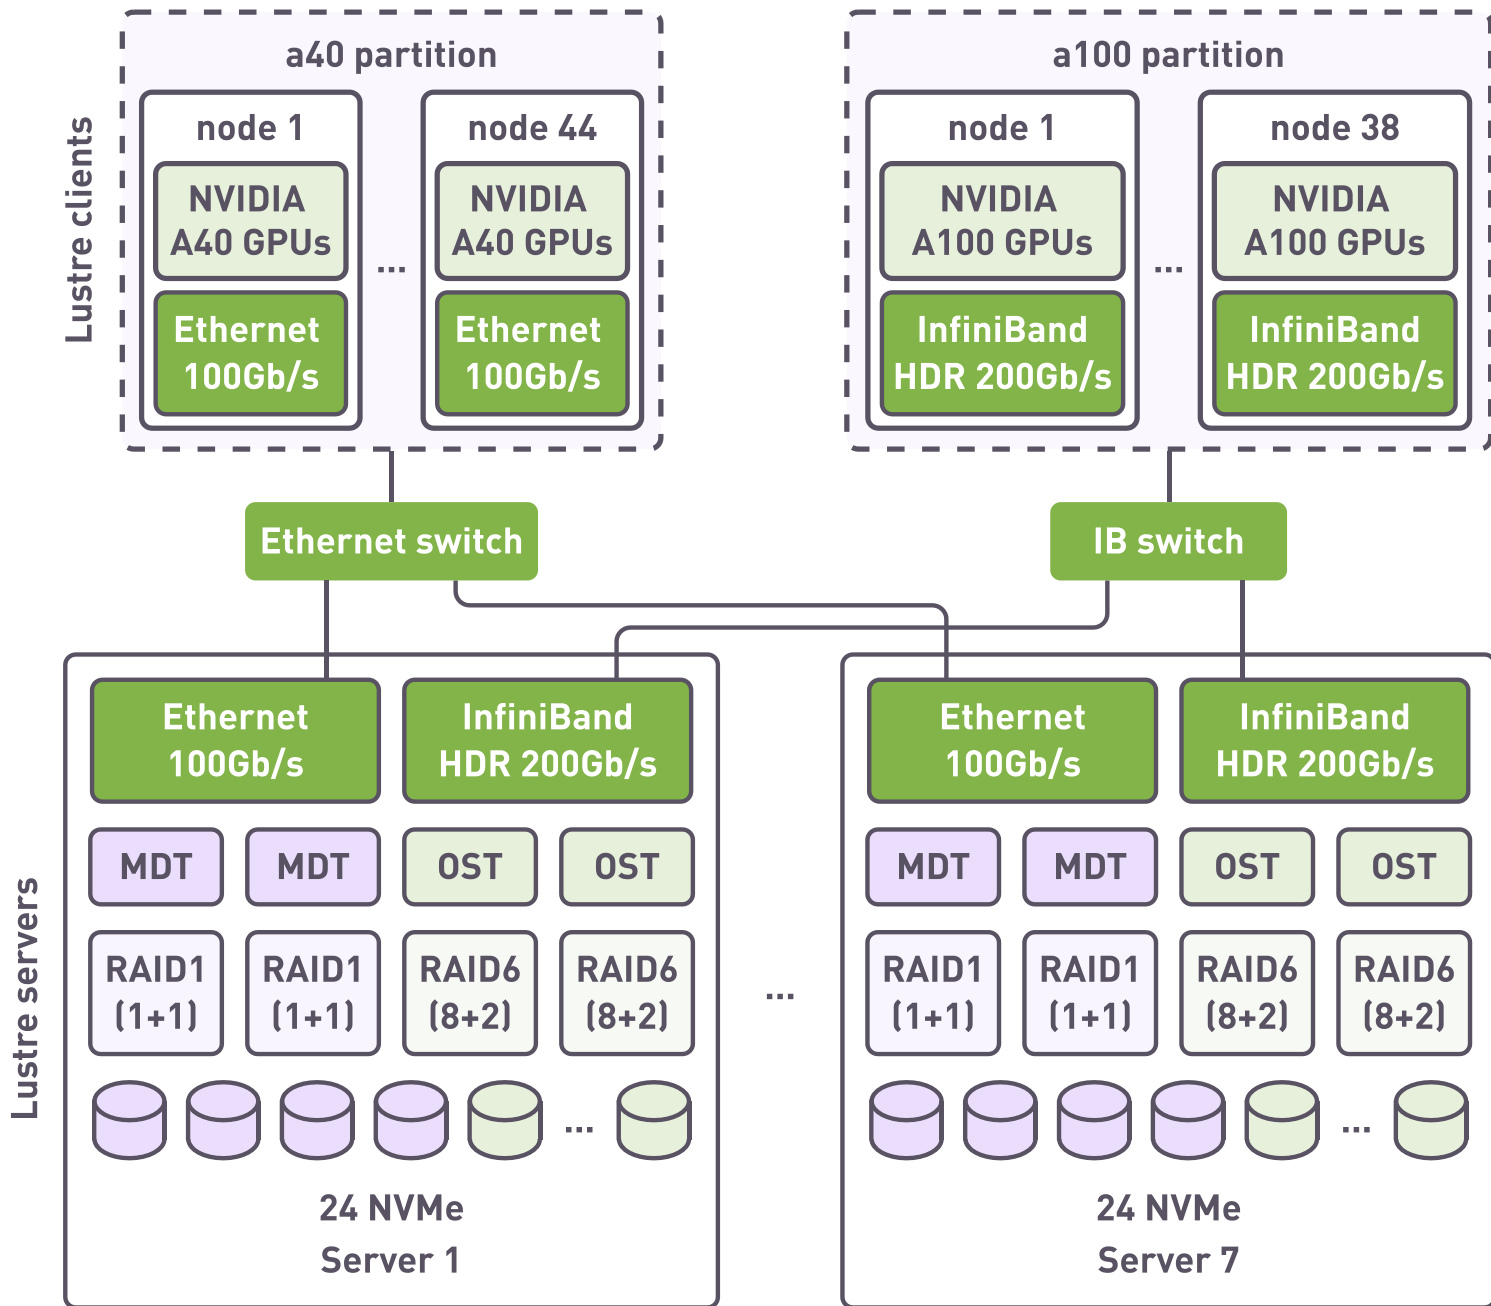 a40 partition
node 1
NVIDIA
A40 GPUs
Ethernet
100Gb/s
...
node 44
NVIDIA
A40 GPUs
Ethernet
100Gb/s
a100 partition
node 1
NVIDIA
A100 GPUs
InfiniBand
HDR 200Gb/s
...
node 38
NVIDIA
A100 GPUs
InfiniBand
HDR 200Gb/s
Lustre clients
Ethernet switch
IB switch
Lustre servers
Ethernet
100Gb/s
InfiniBand
HDR 200Gb/s
MDT
MDT
OST
OST
RAID1
(1+1)
RAID1
(1+1)
RAID6
(8+2)
RAID6
(8+2)
...
24 NVMe
Server 1
...
Ethernet
100Gb/s
InfiniBand
HDR 200Gb/s
MDT
MDT
OST
OST
RAID1
(1+1)
RAID1
(1+1)
RAID6
(8+2)
RAID6
(8+2)
...
24 NVMe
Server 7